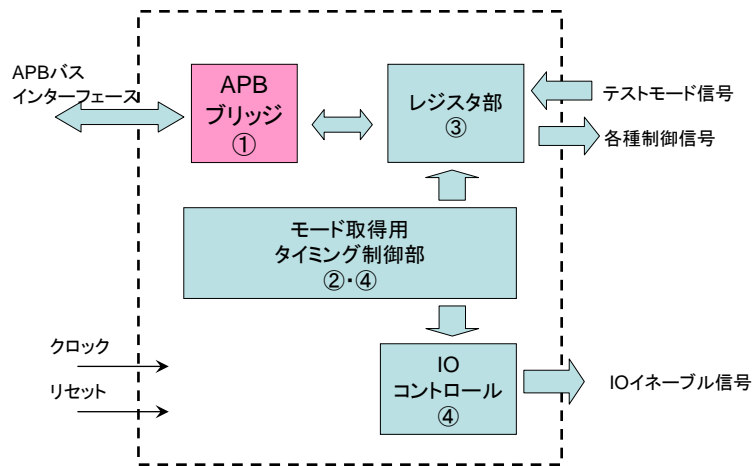 APBバス
インターフェース
APB
ブリッジ
①
レジスタ部
③
テストモード信号
各種制御信号
モード取得用
タイミング制御部
②・④
クロック
リセット
IO
コントロール
④
IOイネーブル信号